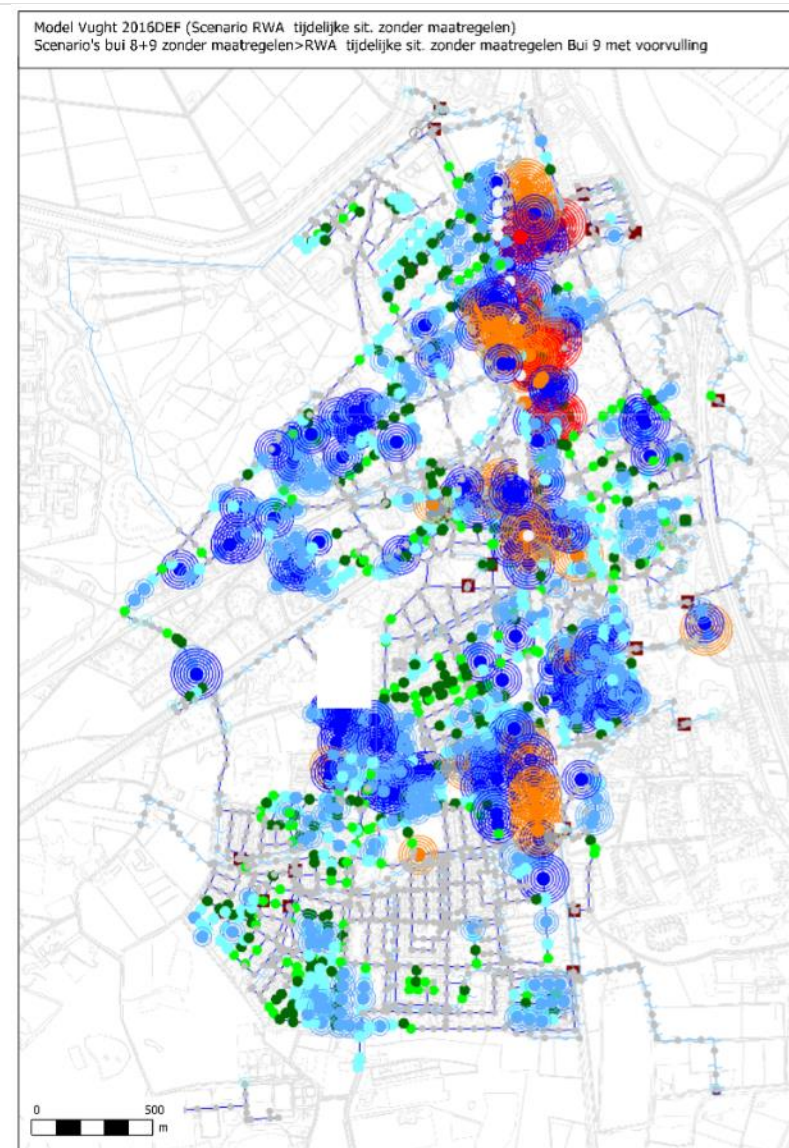 Model Vught 2016DEF (Scenario RWA tijdelijke sit. zonder maatregelen)
Scenario's bui 8+9 zonder maatregelen>RWA tijdelijke sit. zonder maatregelen Bui 9 met voorvulling
0 500
m